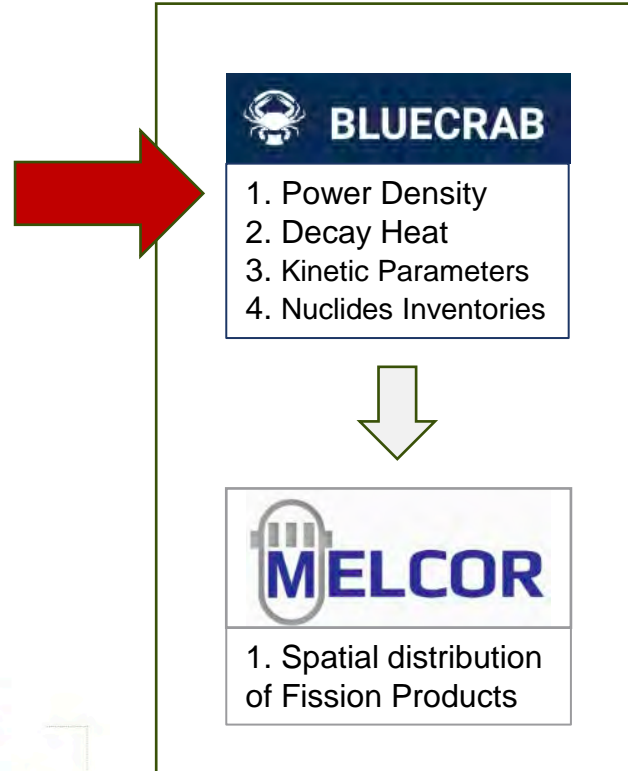 BLUECRAB
1. Power Density
2. Decay Heat
3. Kinetic Parameters
4. Nuclides Inventories
MELCOR
1. Spatial distribution
of Fission Products